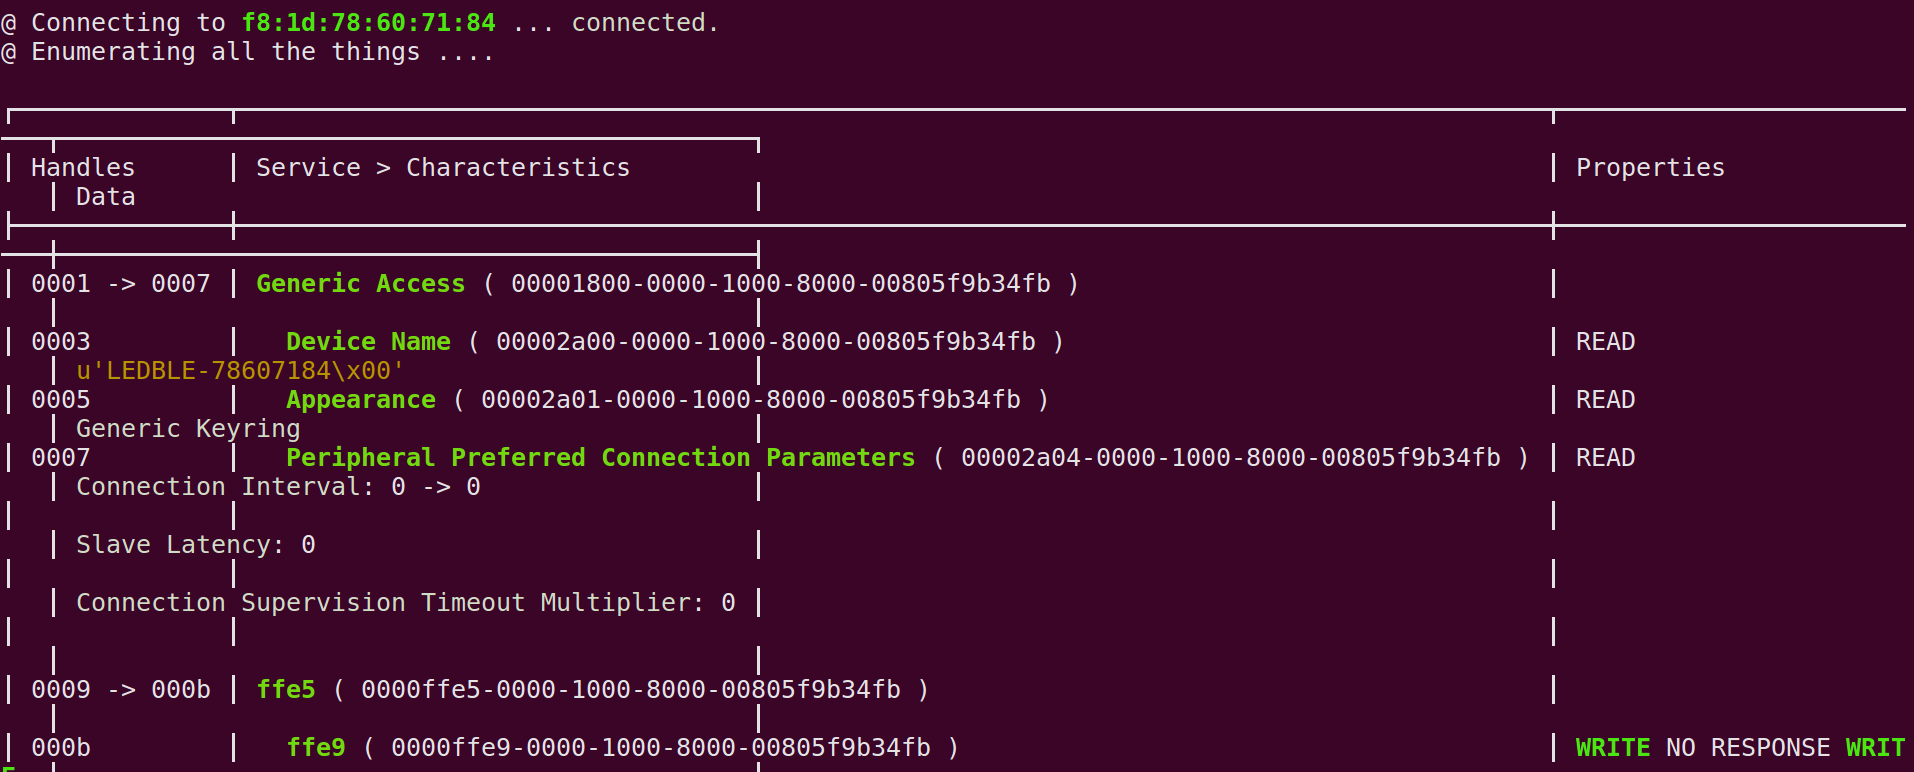 @ Connecting to f8:1d:78:60:71:84 ... connected.
@ Enumerating all the things ....
Handles Service > Characteristics Properties
Data
0001 -> 0007 Generic Access ( 00001800-0000-1000-8000-00805f9b34fb )
0003 Device Name ( 00002a00-0000-1000-8000-00805f9b34fb ) READ
u'LEDBLE-78607184\x00'
0005 Appearance ( 00002a01-0000-1000-8000-00805f9b34fb ) READ
Generic Keyring
0007 Peripheral Preferred Connection Parameters ( 00002a04-0000-1000-8000-00805f9b34fb ) READ
Connection Interval: 0 -> 0
Slave Latency: 0
Connection Supervision Timeout Multiplier: 0
0009 -> 000b ffe5 ( 0000ffe5-0000-1000-8000-00805f9b34fb )
000b ffe9 ( 0000ffe9-0000-1000-8000-00805f9b34fb ) WRITE NO RESPONSE WRIT